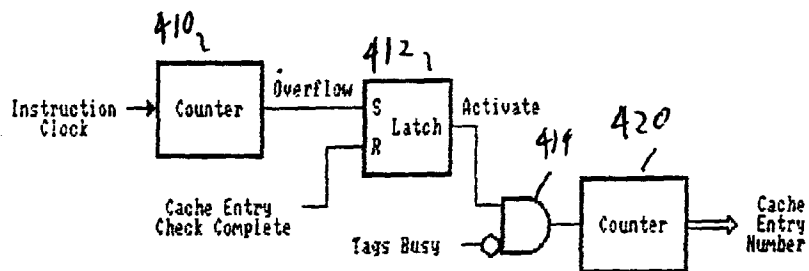 410
412
Overflow
Instruction
Clock
Counter
S
R
Latch
Activate
414
420
Cache Entry
Check Complete
Tags Busy
Counter
Cache
Entry
Number